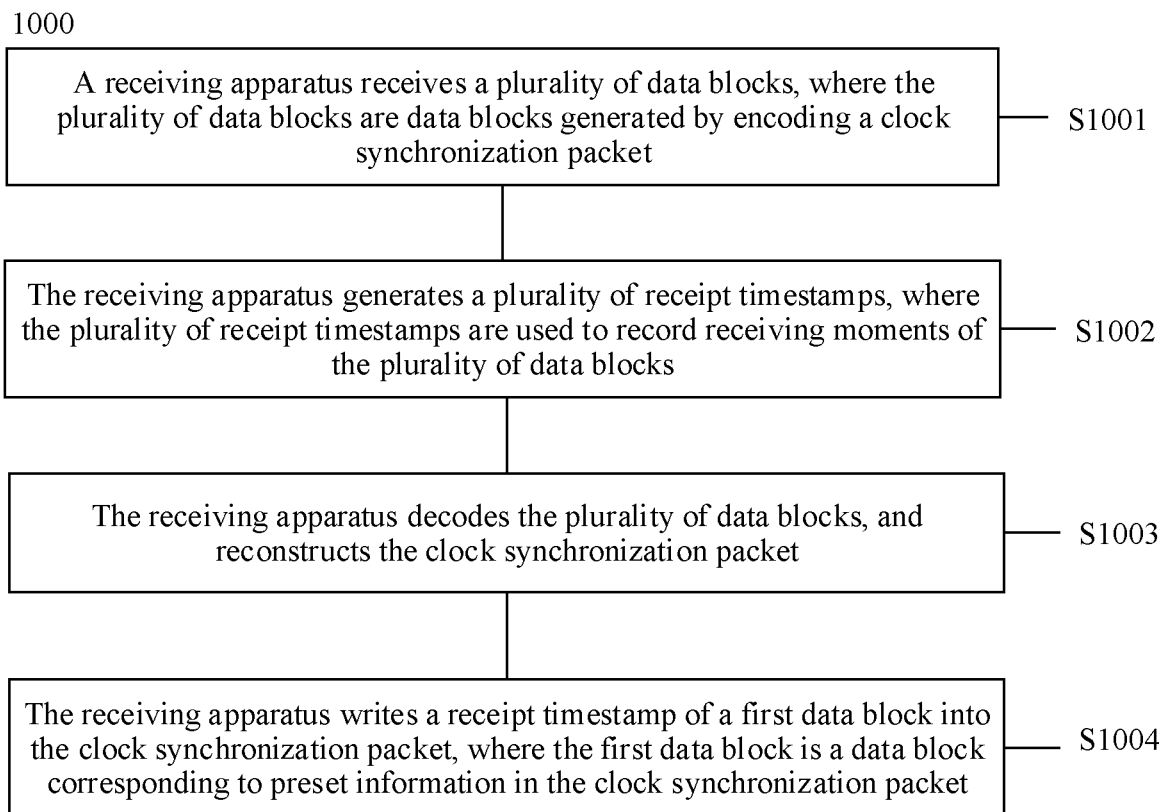 1000
A receiving apparatus receives a plurality of data blocks, where the
plurality of data blocks are data blocks generated by encoding a clock
synchronization packet
S1001
The receiving apparatus generates a plurality of receipt timestamps, where
the plurality of receipt timestamps are used to record receiving moments of
the plurality of data blocks
S1002
The receiving apparatus decodes the plurality of data blocks, and
reconstructs the clock synchronization packet
S1003
The receiving apparatus writes a receipt timestamp of a first data block into
the clock synchronization packet, where the first data block is a data block
corresponding to preset information in the clock synchronization packet
S1004